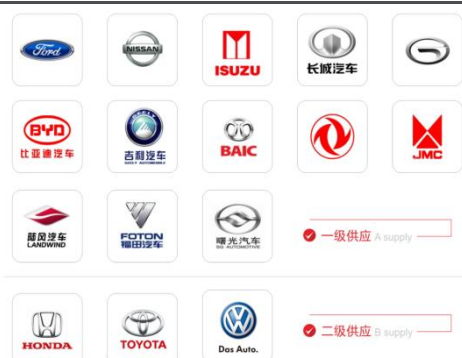 Ford
NISSAN
ISUZU
长城汽车
BYD
比亚迪汽车
吉利汽车
BAIC
JMC
陆风汽车
LANDWIND
FOTON
福田汽车
曙光汽车
SG AUTOMOTIVE
一级供应 A supply
HONDA
TOYOTA
Das Auto.
二级供应 B supply